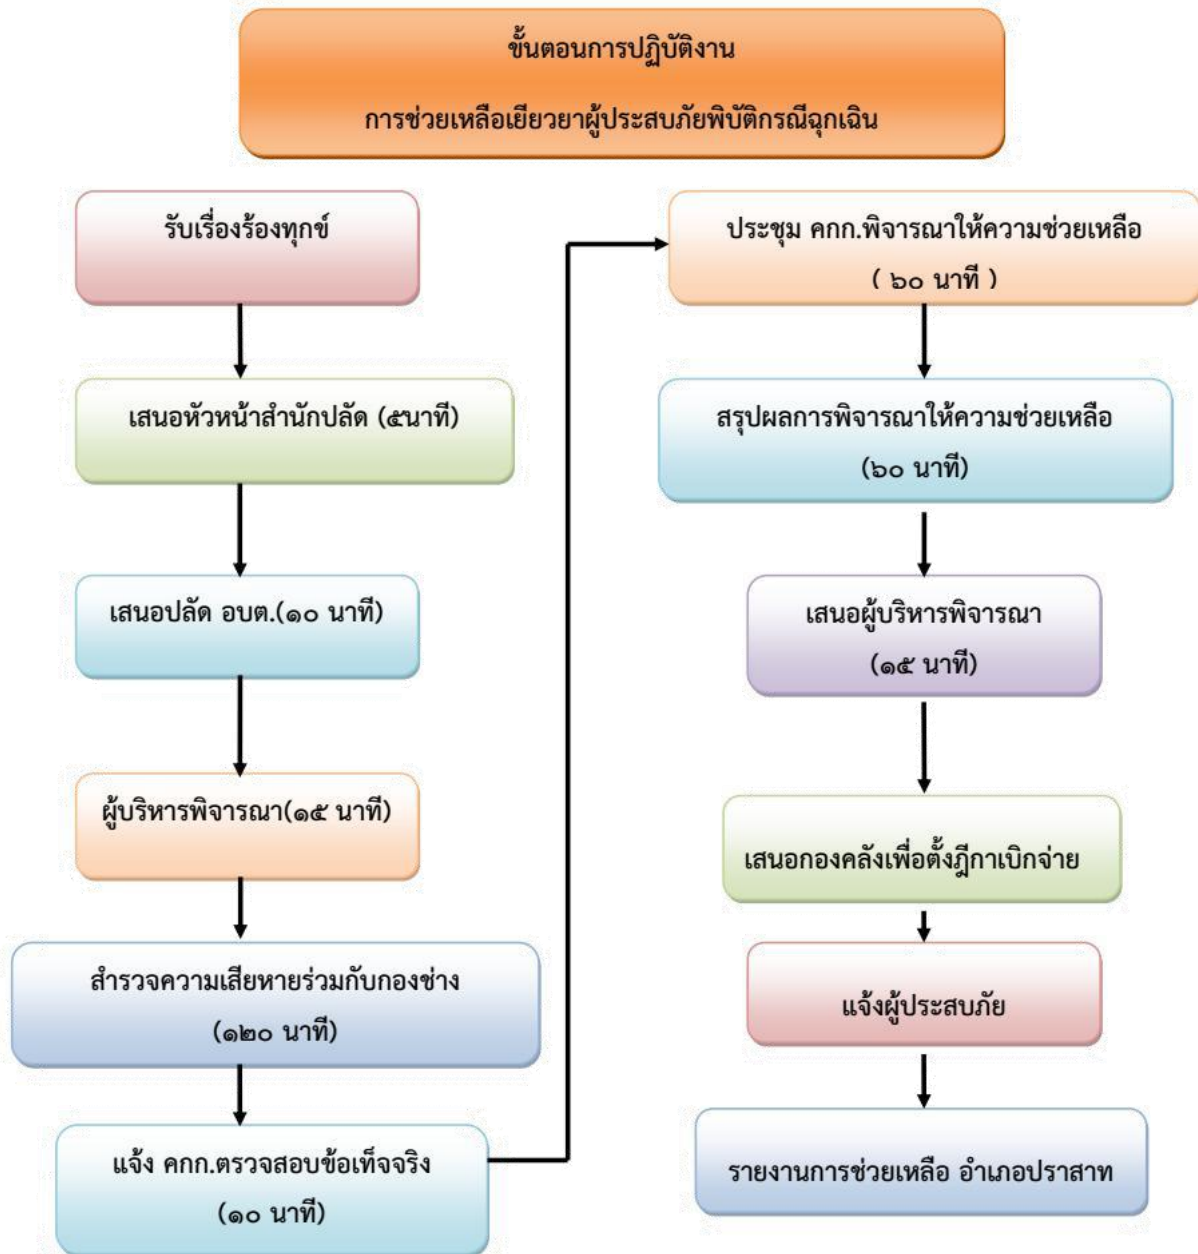 ขั้นตอนการปฏิบัติงาน
การช่วยเหลือเยียวยาผู้ประสบภัยพิบัติกรณีฉุกเฉิน
รับเรื่องร้องทุกข์
เสนอหัวหน้าสำนักปลัด (๕นาที)
เสนอปลัด อบต.(๑๐ นาที)
ผู้บริหารพิจารณา(๑๕ นาที)
สำรวจความเสียหายร่วมกับกองช่าง
(๑๒๐ นาที)
แจ้ง คกก.ตรวจสอบข้อเท็จจริง
(๑๐ นาที)
ประชุม คกก.พิจารณาให้ความช่วยเหลือ
( ๖๐ นาที )
สรุปผลการพิจารณาให้ความช่วยเหลือ
(๖๐ นาที)
เสนอผู้บริหารพิจารณา
(๑๕ นาที)
เสนอกองคลังเพื่อตั้งฎีกาเบิกจ่าย
แจ้งผู้ประสบภัย
รายงานการช่วยเหลือ อำเภอปราสาท